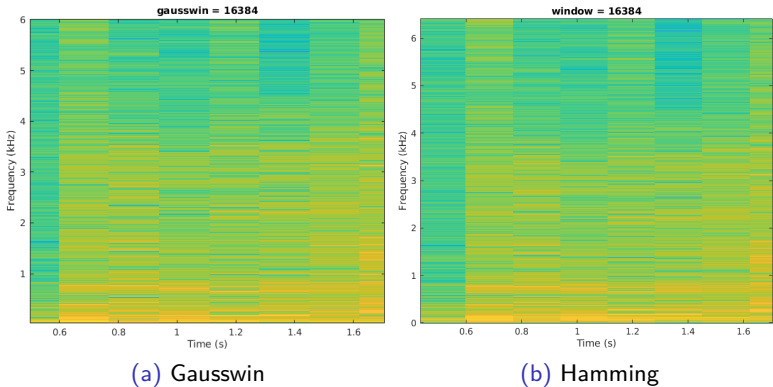 gausswin = 16384
Frequency (kHz)
6
5
4
3
2
1
0.6 0.8 1 1.2 1.4 1.6
Time (s)
(a) Gausswin
window = 16384
Frequency (kHz)
6
5
4
3
2
1
0
0.6 0.8 1 1.2 1.4 1.6
Time (s)
(b) Hamming